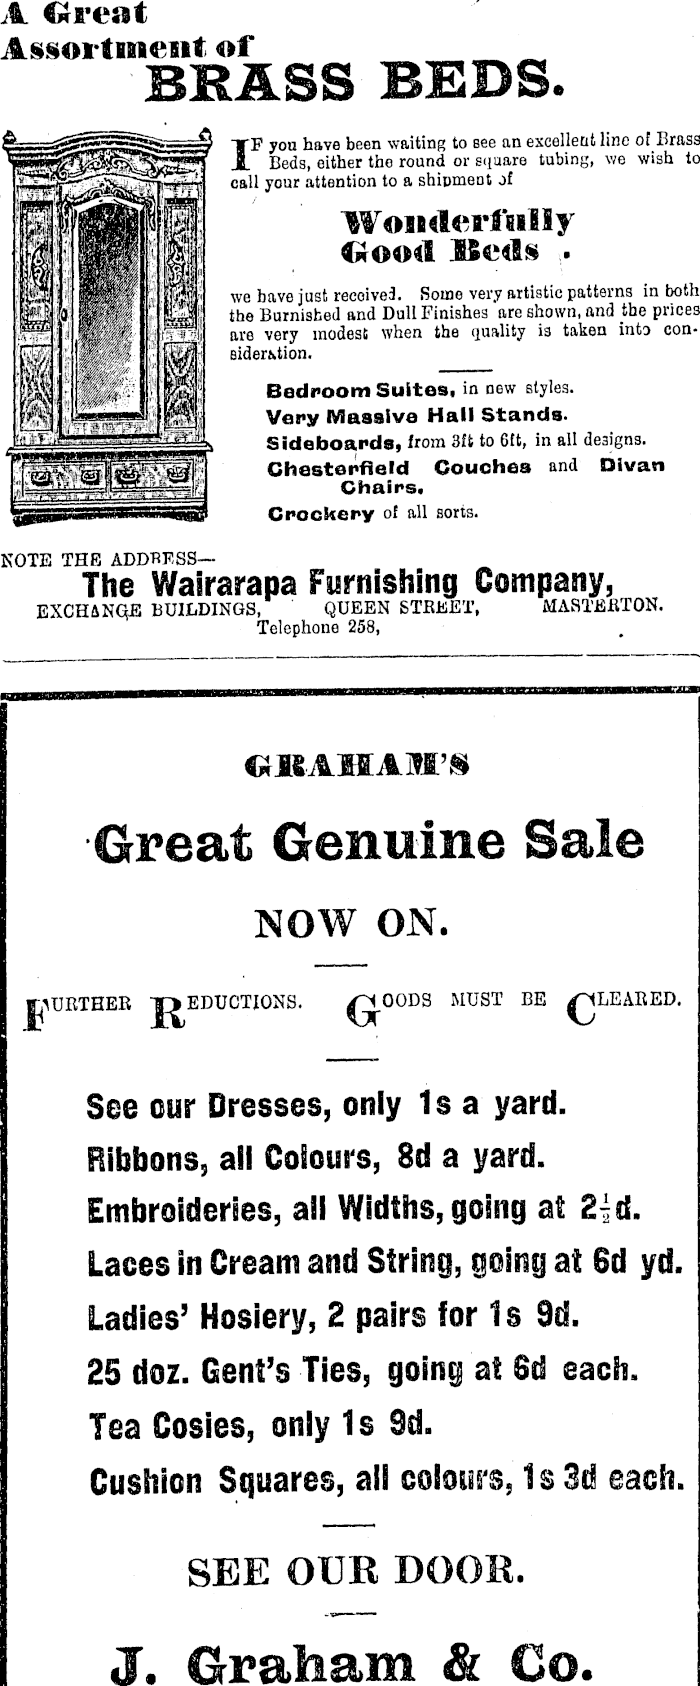 A Great
Assortment of
BRASS BEDS.
IF you have been waiting to see an excellent line of Brass
Beds, either the round or square tubing, we wish to
call your attention to a shipment of
Wonderfully
Good Beds .
we have just received. Some very artistic patterns in both
the Burnished and Dull Finishes are shown, and the prices
are very modest when the quality is taken into con-
sideration.
Bedroom Suites, in new styles.
Very Massive Hall Stands.
Sideboards, from 3ft to 6ft, in all designs.
Chesterfield Couches and Divan
Chairs.
Crockery of all sorts.
NOTE THE ADDRESS—
The Wairarapa Furnishing Company,
EXCHANGE BUILDINGS, QUEEN STREET, MASTERTON.
Telephone 258,
GRAHAM'S
Great Genuine Sale
NOW ON.
FURTHER REDUCTIONS. GOODS MUST BE CLEARED.
See our Dresses, only 1s a yard.
Ribbons, all Colours, 8d a yard.
Embroideries, all Widths, going at 2½d.
Laces in Cream and String, going at 6d yd.
Ladies' Hosiery, 2 pairs for 1s 9d.
25 doz. Gent's Ties, going at 6d each.
Tea Cosies, only 1s 9d.
Cushion Squares, all colours, 1s 3d each.
SEE OUR DOOR.
J. Graham & Co.